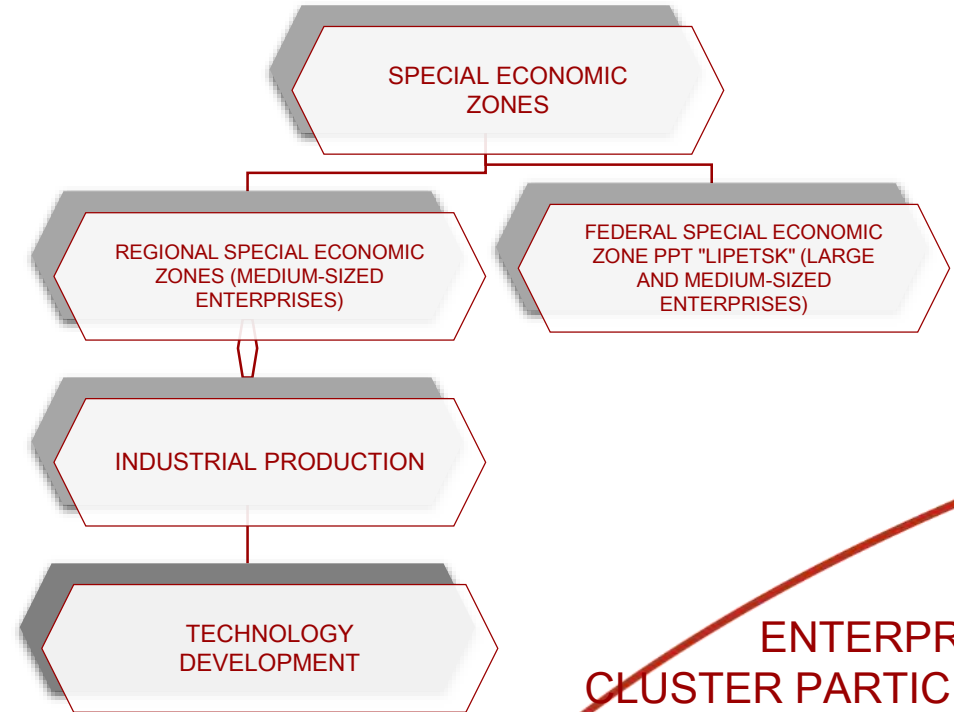 SPECIAL ECONOMIC
ZONES
REGIONAL SPECIAL ECONOMIC
ZONES (MEDIUM-SIZED
ENTERPRISES)
FEDERAL SPECIAL ECONOMIC
ZONE PPT "LIPETSK" (LARGE
AND MEDIUM-SIZED
ENTERPRISES)
INDUSTRIAL PRODUCTION
TECHNOLOGY
DEVELOPMENT
ENTERPR
CLUSTER PARTIC